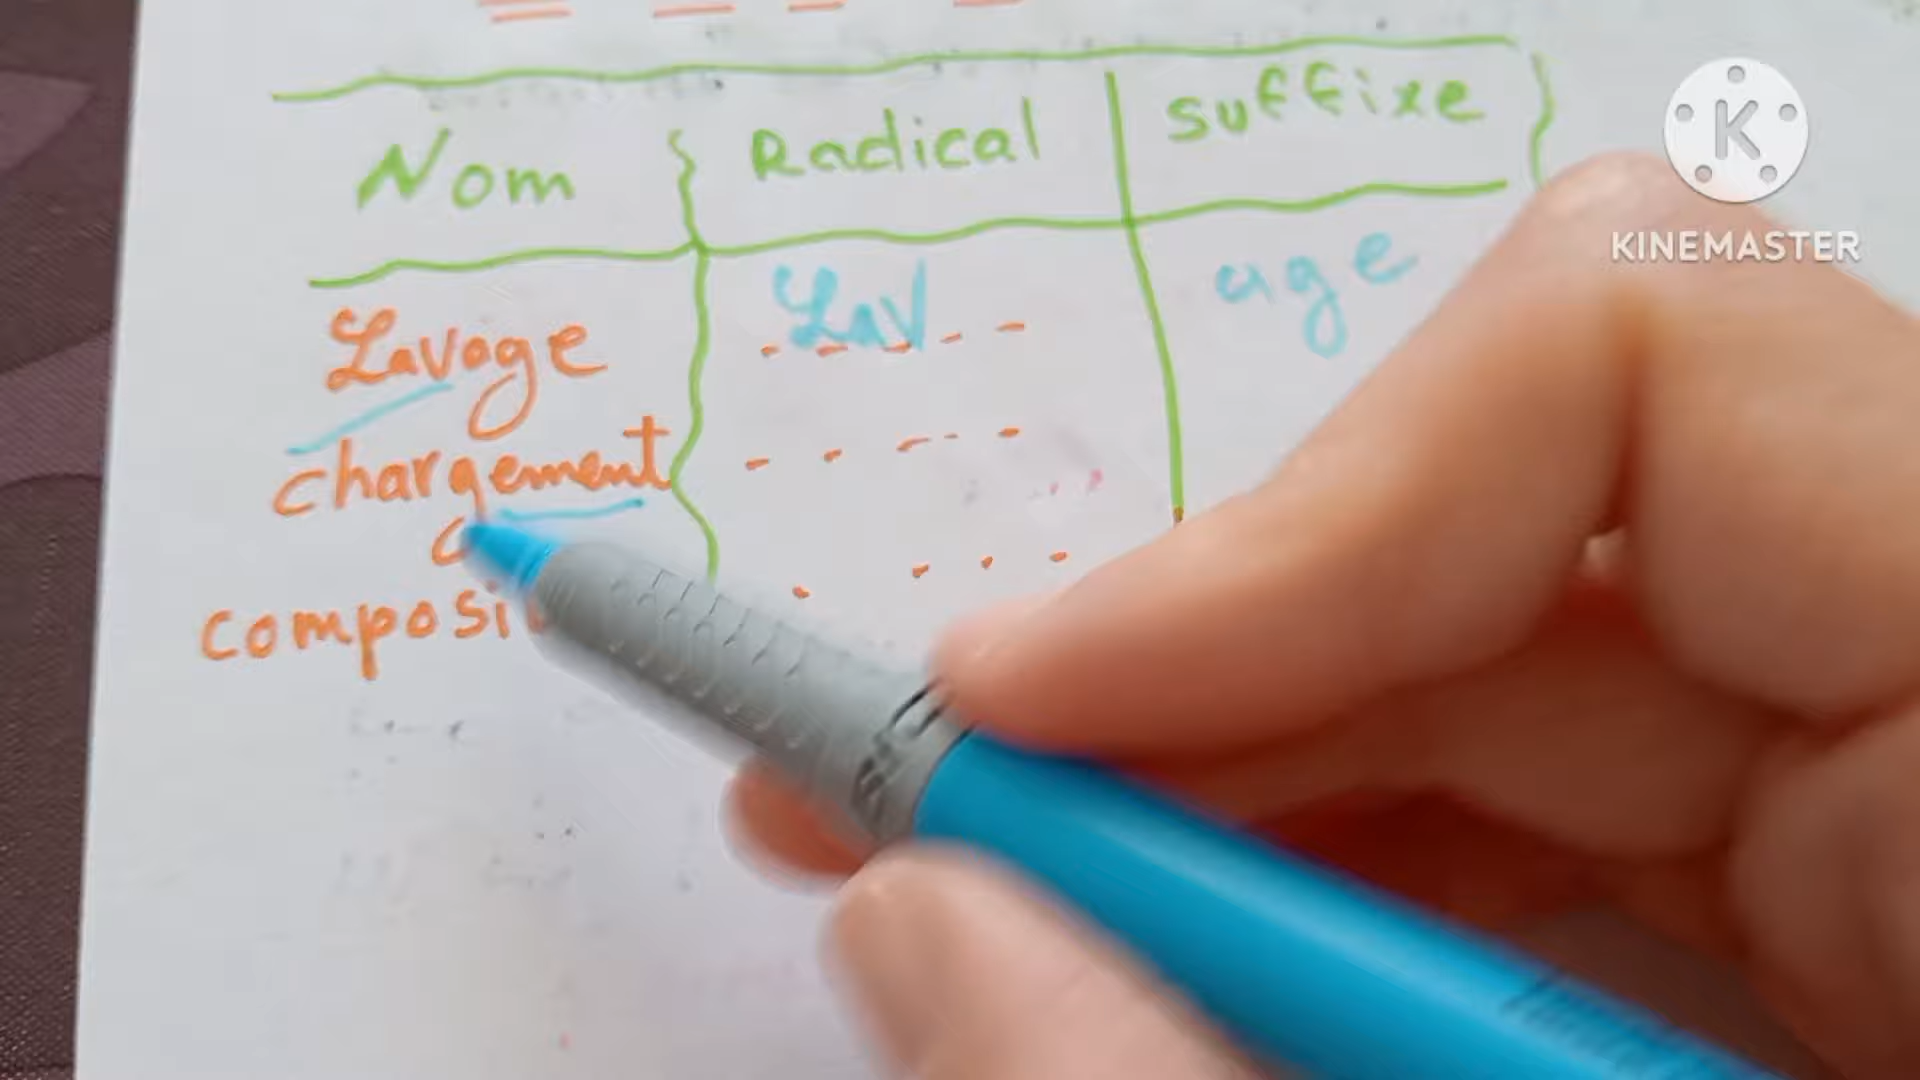 Nom Radical suffixe
Lavage Lav age
chargement
composi
K
KINEMASTER